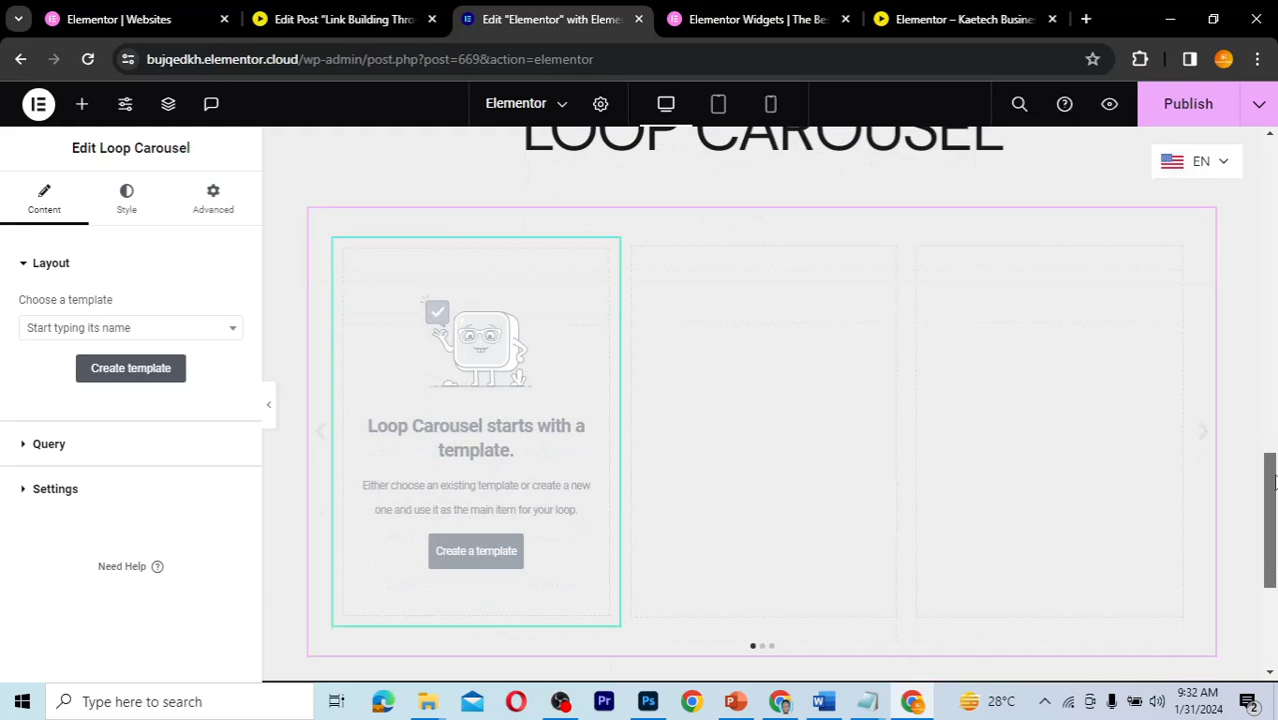 Elementor | Websites
Edit Post "Link Building Thro
Edit "Elementor" with Eleme
Elementor Widgets | The Be
Elementor – Kaetech Busine
bujqedkh.elementor.cloud/wp-admin/post.php?post=669&action=elementor
Elementor
Publish
Edit Loop Carousel
Content
Style
Advanced
Layout
Choose a template
Start typing its name
Create template
Query
Settings
Need Help
LOOP CAROUSEL
EN
Loop Carousel starts with a
template.
Either choose an existing template or create a new
one and use it as the main item for your loop.
Create a template
Type here to search
28°C
9:32 AM
1/31/2024
2